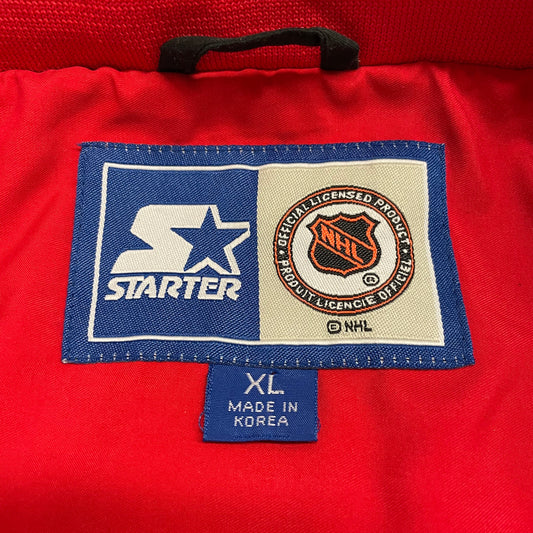 STARTER
OFFICIAL LICENSED PRODUCT
NHL
®
PRODUIT LICENCIÉ OFFICIEL
© NHL
XL
MADE IN
KOREA